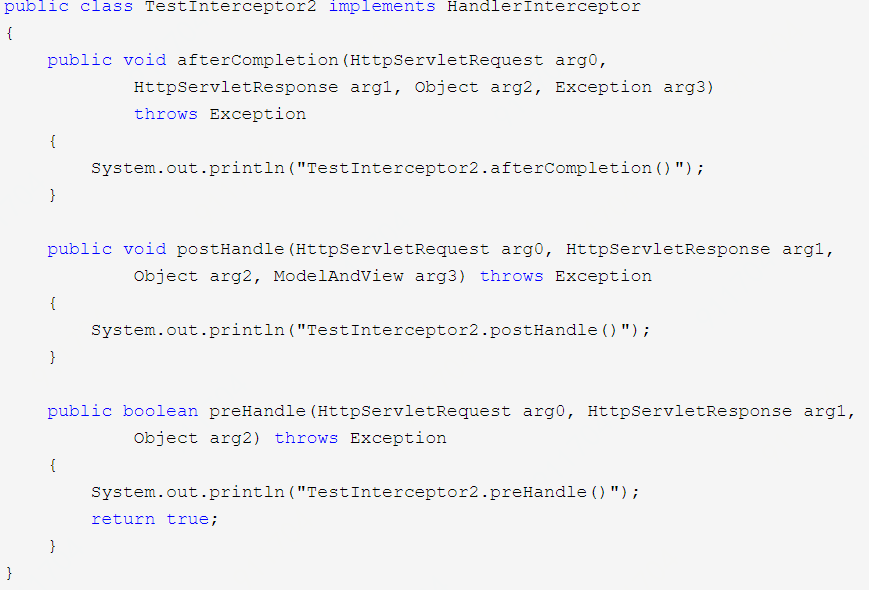 public class TestInterceptor2 implements HandlerInterceptor
{
    public void afterCompletion(HttpServletRequest arg0,
            HttpServletResponse arg1, Object arg2, Exception arg3)
            throws Exception
    {
        System.out.println("TestInterceptor2.afterCompletion()");
    }

    public void postHandle(HttpServletRequest arg0, HttpServletResponse arg1,
            Object arg2, ModelAndView arg3) throws Exception
    {
        System.out.println("TestInterceptor2.postHandle()");
    }

    public boolean preHandle(HttpServletRequest arg0, HttpServletResponse arg1,
            Object arg2) throws Exception
    {
        System.out.println("TestInterceptor2.preHandle()");
        return true;
    }
}